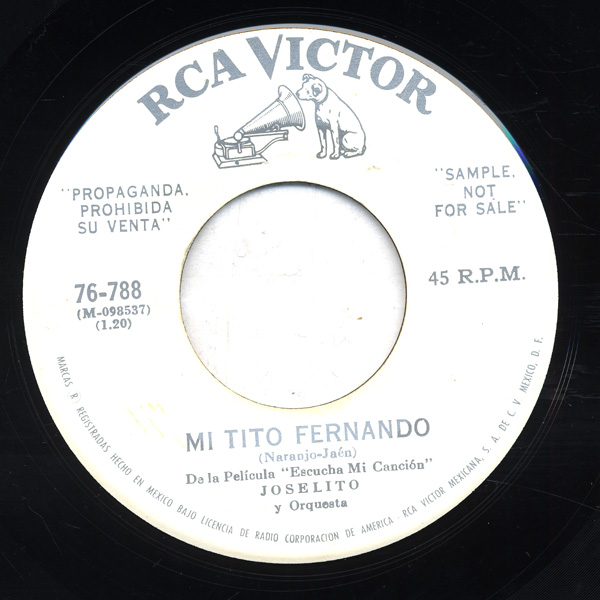 RCA VICTOR
"PROPAGANDA,
PROHIBIDA
SU VENTA"
"SAMPLE,
NOT
FOR SALE"
76-788
(M-098537)
(1.20)
45 R.P.M.
MI TITO FERNANDO
(Naranjo-Jaén)
De la Película "Escucha Mi Canción"
JOSELITO
y Orquesta
MARCAS R REGISTRADAS HECHO EN MEXICO BAJO LICENCIA DE RADIO CORPORACION DE AMERICA - RCA VICTOR MEXICANA, S. A. DE C. V. MEXICO, D. F.